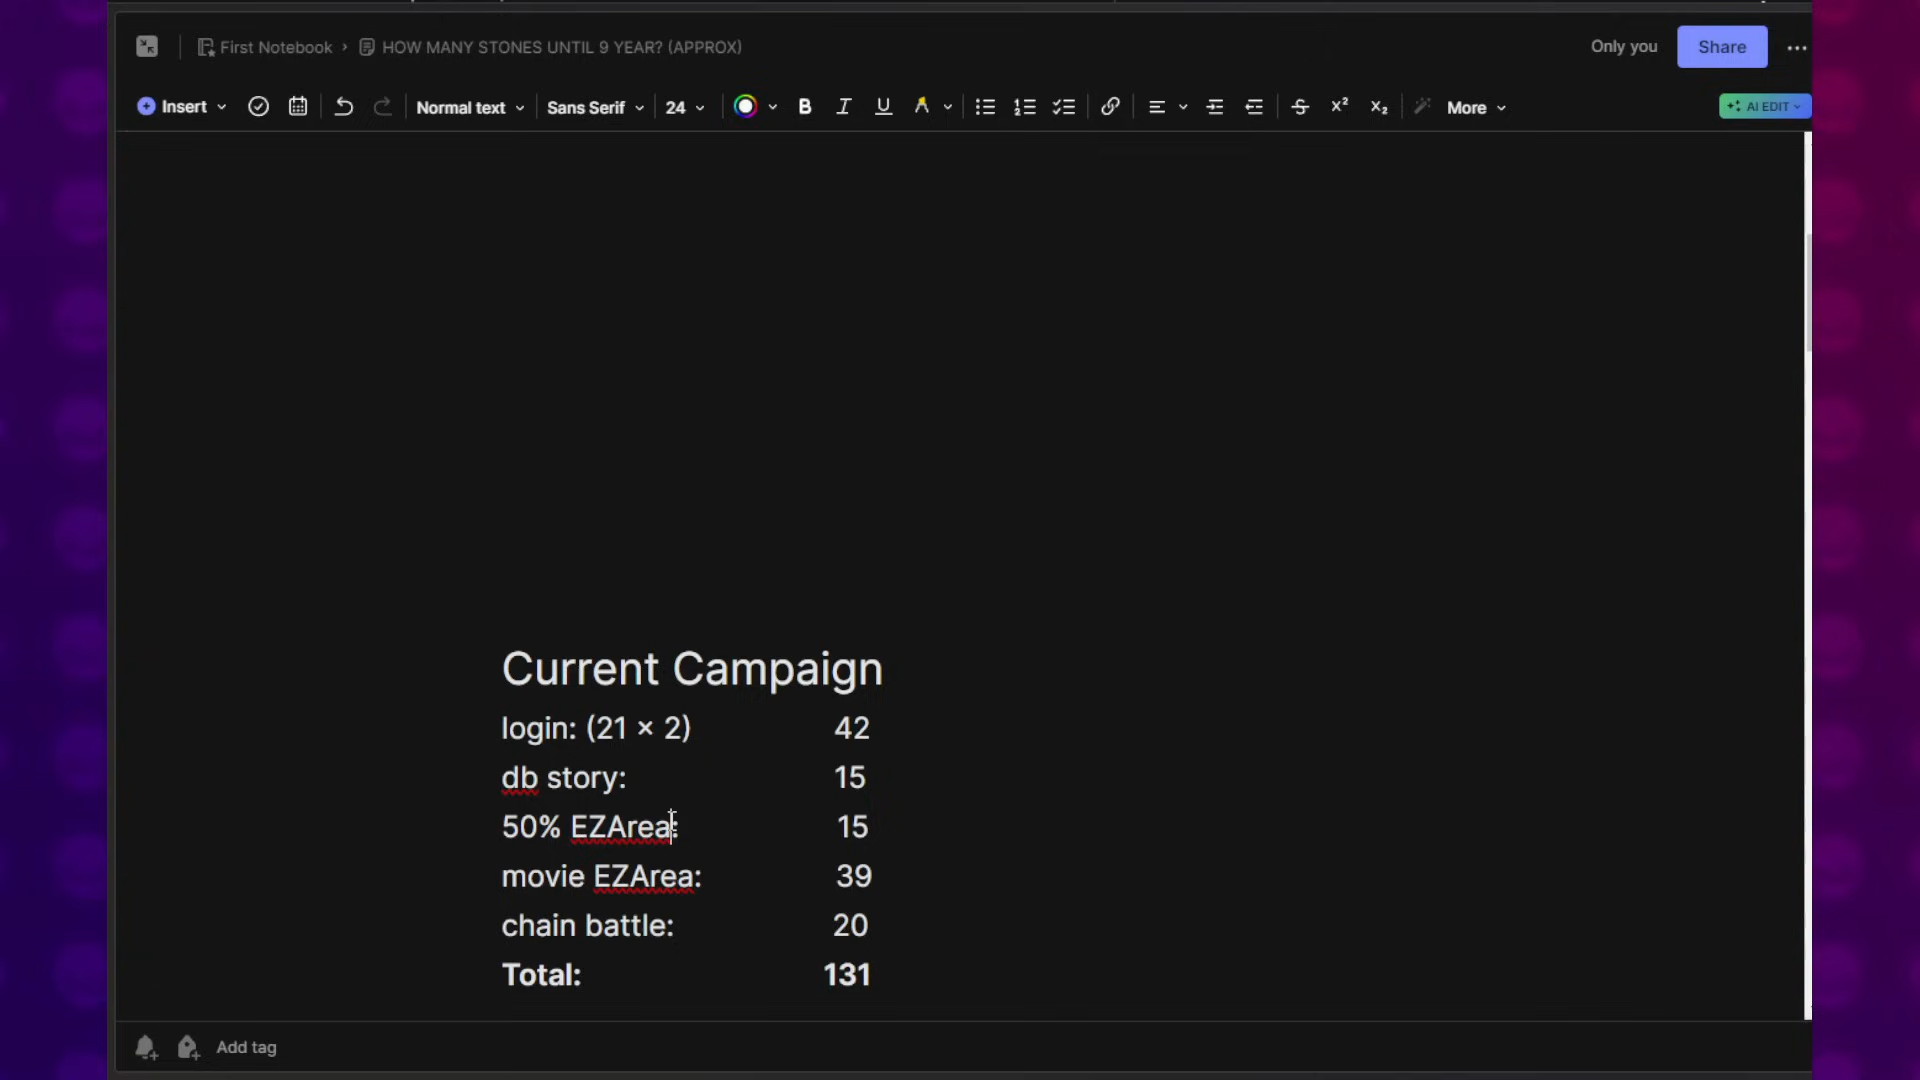 First Notebook › HOW MANY STONES UNTIL 9 YEAR? (APPROX)
Only you
Share
Insert
Normal text
Sans Serif
24
B I U
x²
x₂
More
AI EDIT
Current Campaign
login: (21 × 2) 42
db story: 15
50% EZArea: 15
movie EZArea: 39
chain battle: 20
Total: 131
Add tag